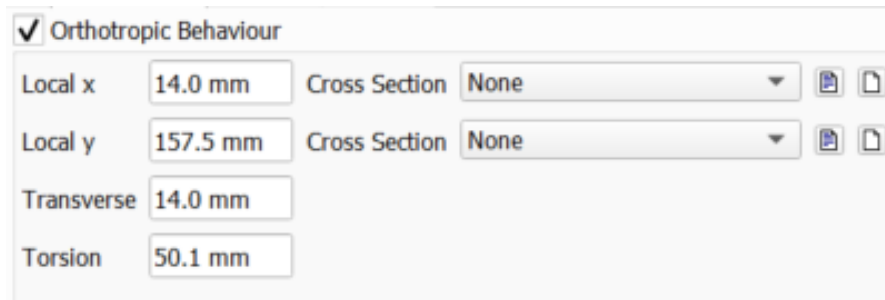 Orthotropic Behaviour
Local x 14.0 mm Cross Section None
Local y 157.5 mm Cross Section None
Transverse 14.0 mm
Torsion 50.1 mm